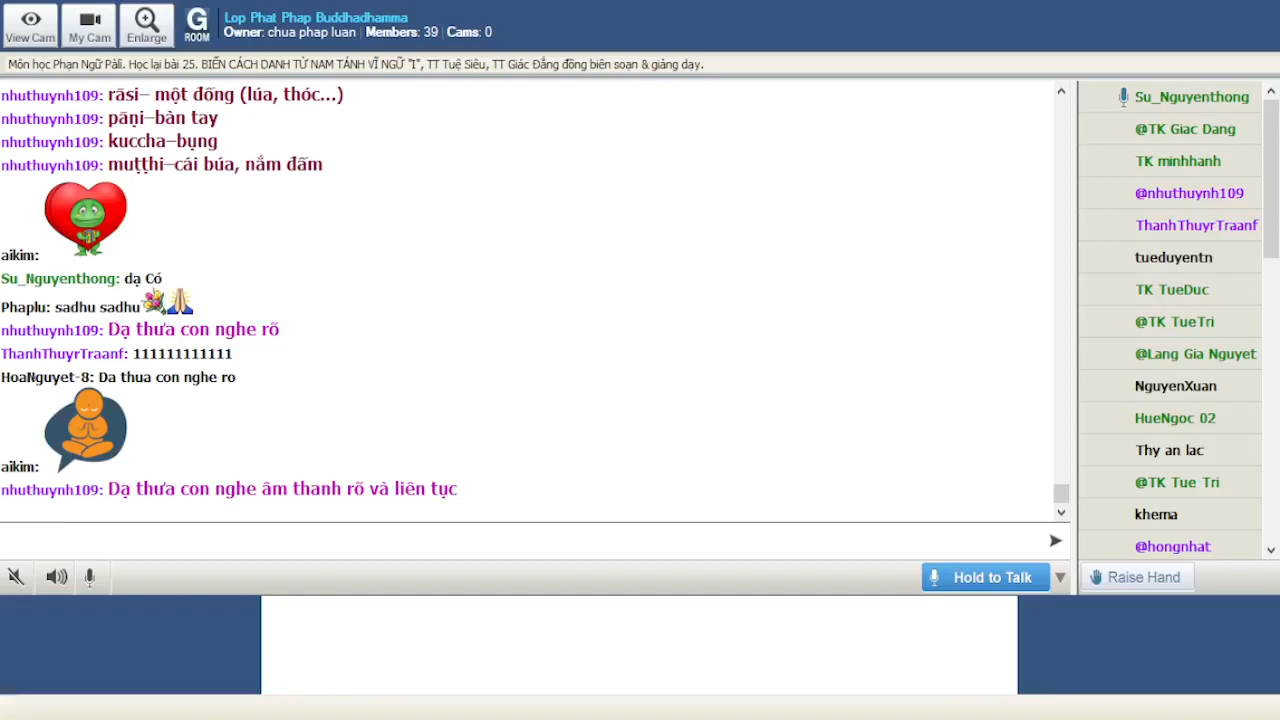 View Cam
My Cam
Enlarge
G
ROOM
Lop Phat Phap Buddhadhamma
Owner: chua phap luan Members: 39 Cams: 0
Môn học Phạn Ngữ Pāli. Học lại bài 25. BIẾN CÁCH DANH TỪ NAM TÁNH VĨ NGỮ "I", TT Tuệ Siêu, TT Giác Đẳng đồng biên soạn & giảng dạy.
nhuthuynh109: rāsi– một đống (lúa, thóc...)
nhuthuynh109: pāṇi–bàn tay
nhuthuynh109: kuccha–bụng
nhuthuynh109: muṭṭhi–cái búa, nắm đấm
aikim:
Su_Nguyenthong: dạ Có
Phaplu: sadhu sadhu
nhuthuynh109: Dạ thưa con nghe rõ
ThanhThuyrTraanf: 111111111111
HoaNguyet-8: Da thua con nghe ro
aikim:
nhuthuynh109: Dạ thưa con nghe âm thanh rõ và liên tục
Su_Nguyenthong
@TK Giac Dang
TK minhhanh
@nhuthuynh109
ThanhThuyrTraanf
tueduyentn
TK TueDuc
@TK TueTri
@Lang Gia Nguyet
NguyenXuan
HueNgoc 02
Thy an lac
@TK Tue Tri
khema
@hongnhat
Hold to Talk
Raise Hand